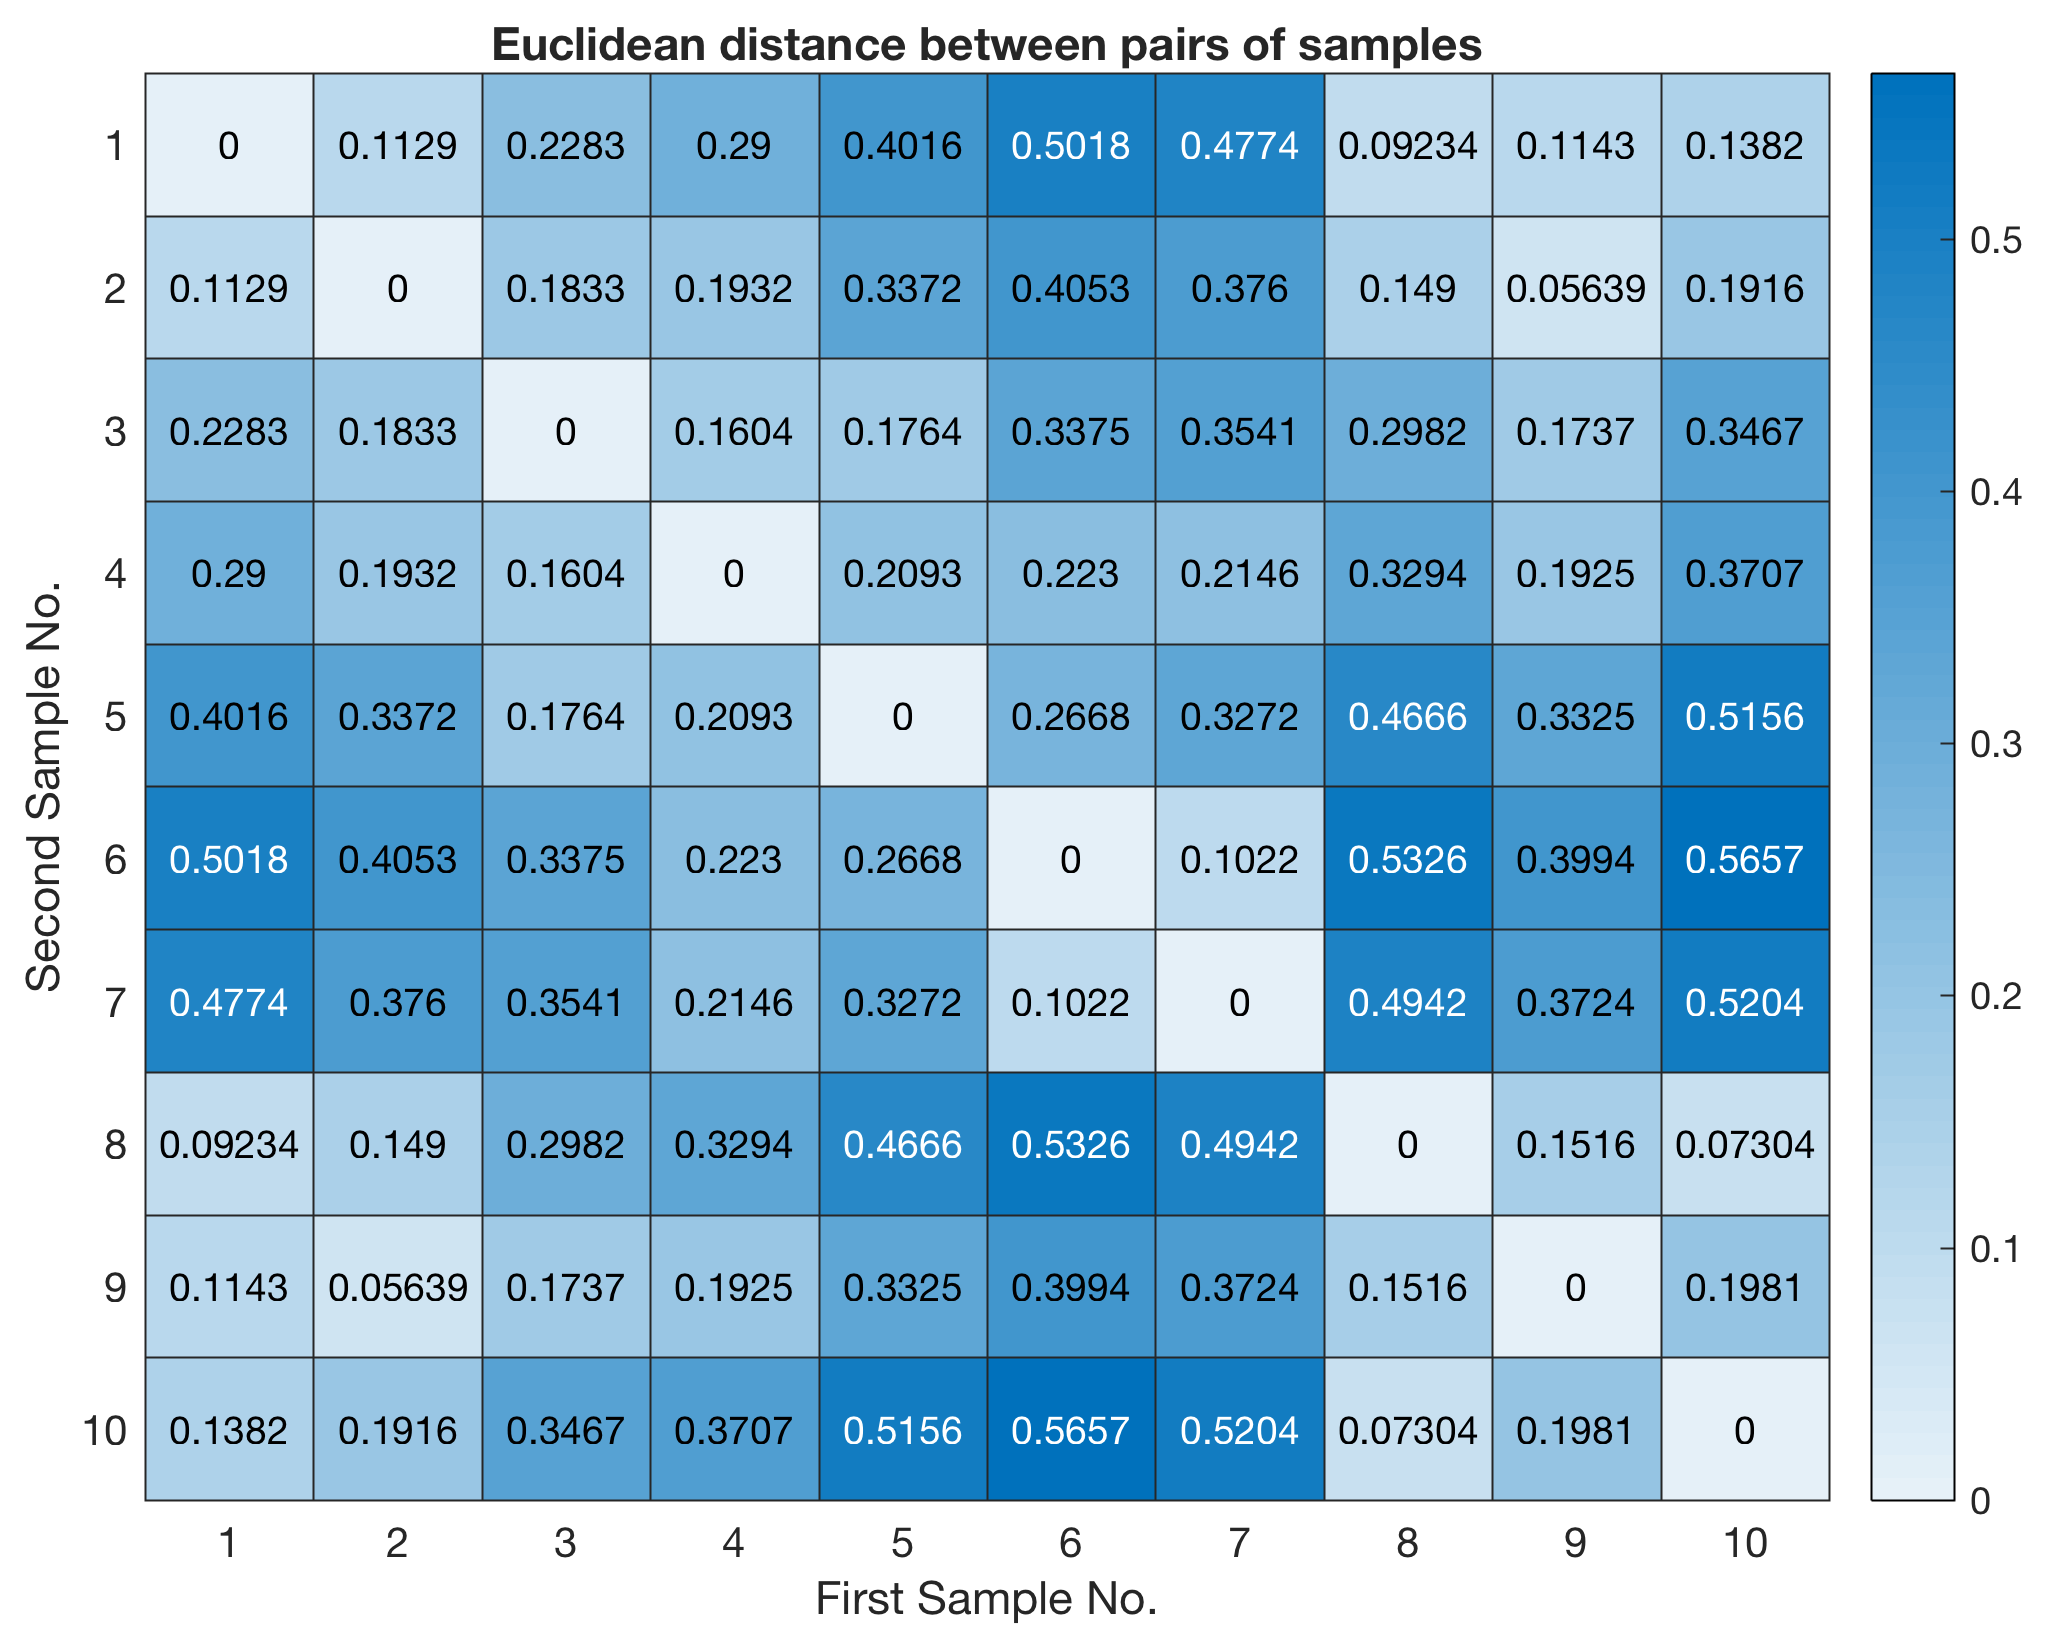 Euclidean distance between pairs of samples
1 0 0.1129 0.2283 0.29 0.4016 0.5018 0.4774 0.09234 0.1143 0.1382
2 0.1129 0 0.1833 0.1932 0.3372 0.4053 0.376 0.149 0.05639 0.1916
3 0.2283 0.1833 0 0.1604 0.1764 0.3375 0.3541 0.2982 0.1737 0.3467
4 0.29 0.1932 0.1604 0 0.2093 0.223 0.2146 0.3294 0.1925 0.3707
5 0.4016 0.3372 0.1764 0.2093 0 0.2668 0.3272 0.4666 0.3325 0.5156
6 0.5018 0.4053 0.3375 0.223 0.2668 0 0.1022 0.5326 0.3994 0.5657
7 0.4774 0.376 0.3541 0.2146 0.3272 0.1022 0 0.4942 0.3724 0.5204
8 0.09234 0.149 0.2982 0.3294 0.4666 0.5326 0.4942 0 0.1516 0.07304
9 0.1143 0.05639 0.1737 0.1925 0.3325 0.3994 0.3724 0.1516 0 0.1981
10 0.1382 0.1916 0.3467 0.3707 0.5156 0.5657 0.5204 0.07304 0.1981 0
1 2 3 4 5 6 7 8 9 10
First Sample No.
Second Sample No.
0.5
0.4
0.3
0.2
0.1
0